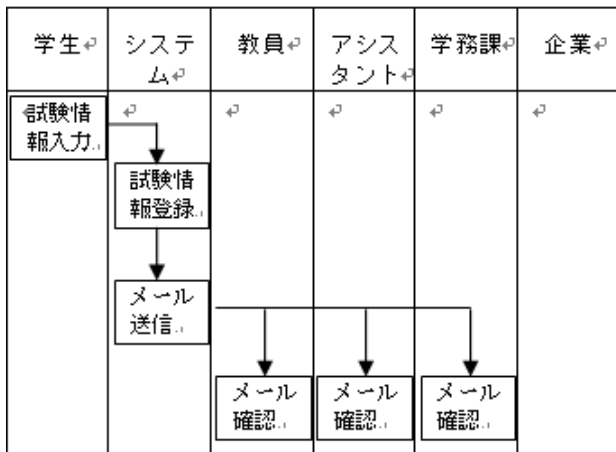 学生
システ
ム
教員
アシス
タント
学務課
企業
試験情
報入力
試験情
報登録
メール
送信
メール
確認
メール
確認
メール
確認